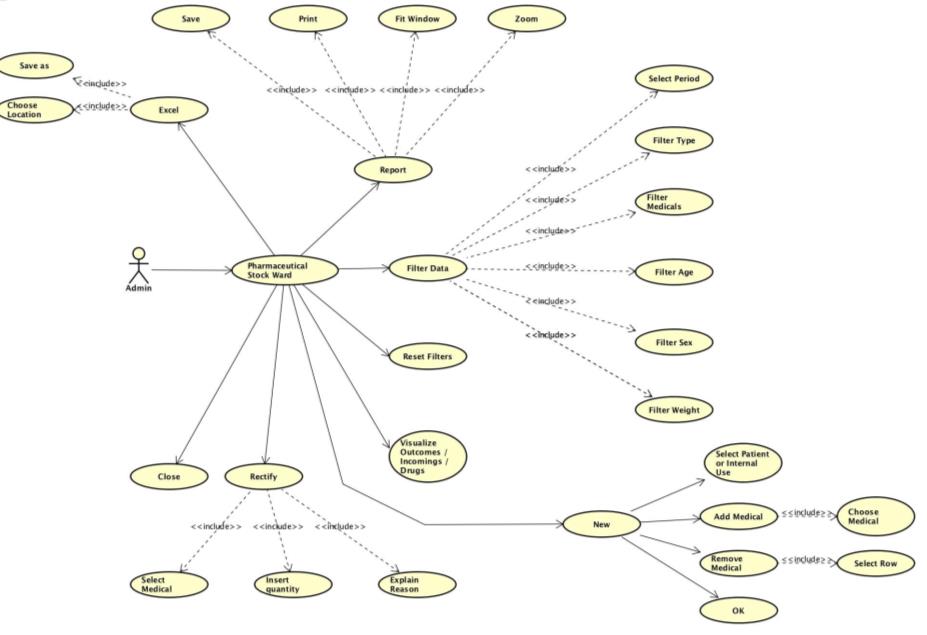 Save
Print
Fit Window
Zoom
Save as
<<include>>
Choose
Location
<<include>>
Excel
<<include>>
<<include>>
<<include>>
<<include>>
Select Period
Filter Type
Report
<<include>>
<<include>>
Filter
Medicals
<<include>>
Admin
Pharmaceutical
Stock Ward
Filter Data
<<include>>
Filter Age
<<include>>
<<include>>
Filter Sex
Reset Filters
Filter Weight
Visualize
Outcomes /
Incomings /
Drugs
Select Patient
or Internal
Use
Close
Rectify
<<include>>
<<include>>
<<include>>
New
Add Medical
<<include>>
Choose
Medical
Remove
Medical
<<include>>
Select Row
Select
Medical
Insert
quantity
Explain
Reason
OK